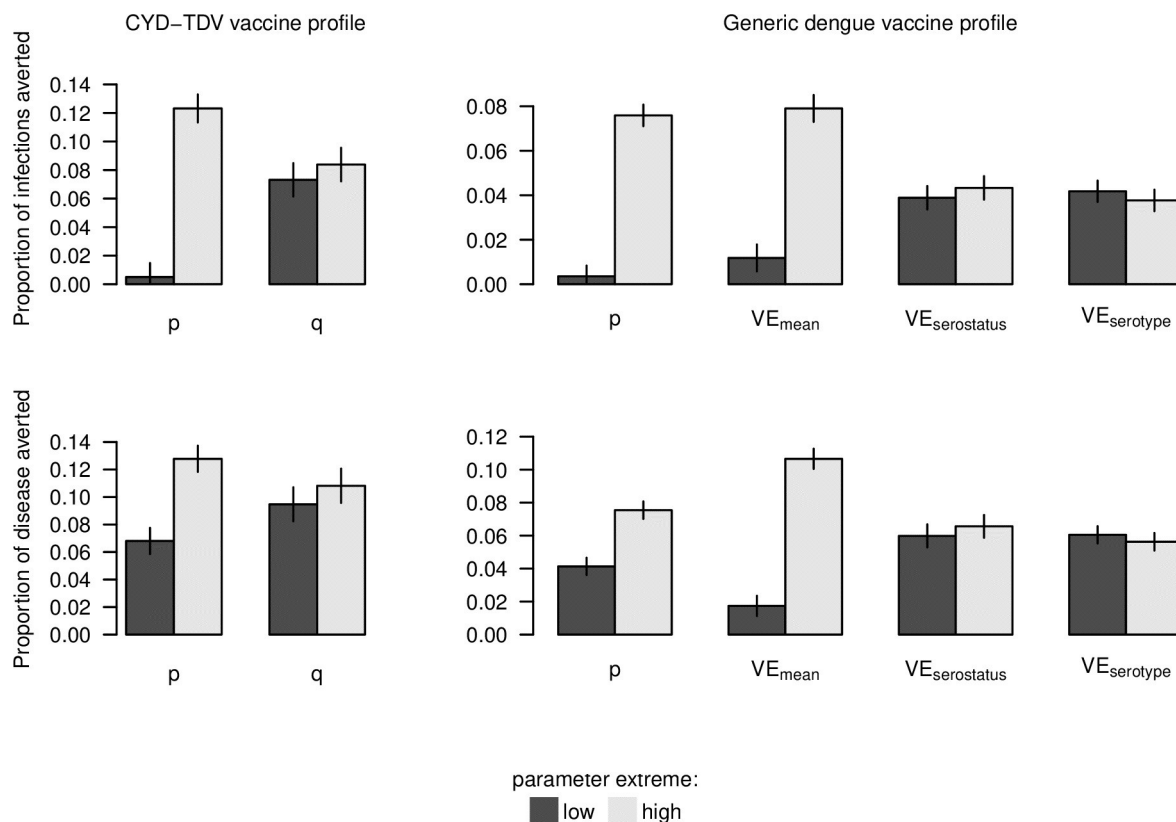 CYD−TDV vaccine profile
Generic dengue vaccine profile
Proportion of infections averted
0.14
0.12
0.10
0.08
0.06
0.04
0.02
0.00
p
q
0.08
0.06
0.04
0.02
0.00
p
VEmean
VEserostatus
VEserotype
Proportion of disease averted
0.14
0.12
0.10
0.08
0.06
0.04
0.02
0.00
p
q
0.12
0.10
0.08
0.06
0.04
0.02
0.00
p
VEmean
VEserostatus
VEserotype
parameter extreme:
low
high